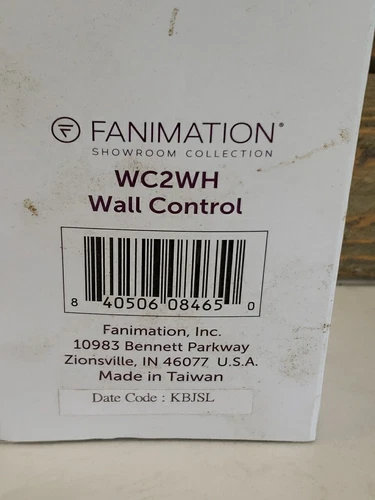 FANIMATION®
SHOWROOM COLLECTION
WC2WH
Wall Control
8 40506 08465 0
Fanimation, Inc.
10983 Bennett Parkway
Zionsville, IN 46077 U.S.A.
Made in Taiwan
Date Code : KBJSL